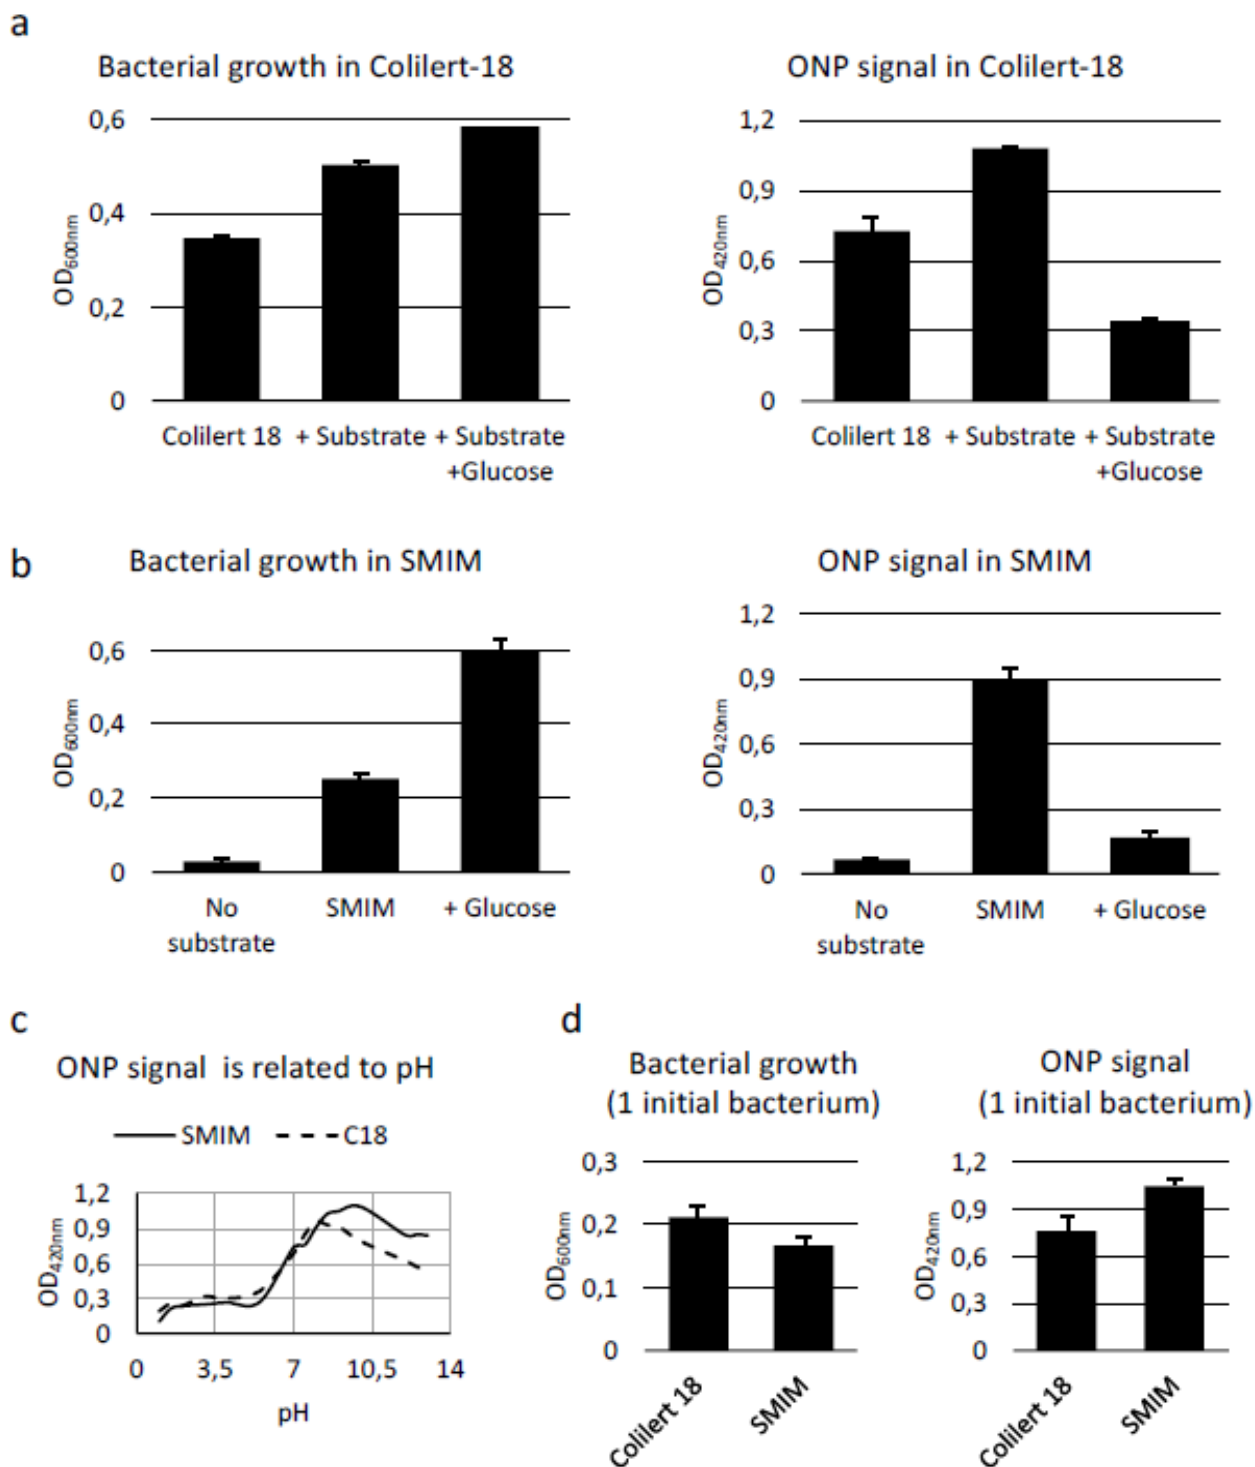 a
Bacterial growth in Colilert-18
0,6
0,4
0,2
0
OD600nm
Colilert 18 + Substrate + Substrate
+Glucose
ONP signal in Colilert-18
1,2
0,9
0,6
0,3
0
OD420nm
Colilert 18 + Substrate + Substrate
+Glucose
b
Bacterial growth in SMIM
0,6
0,4
0,2
0
OD600nm
No SMIM + Glucose
substrate
ONP signal in SMIM
1,2
0,9
0,6
0,3
0
OD420nm
No SMIM + Glucose
substrate
c
ONP signal is related to pH
SMIM C18
1,2
0,9
0,6
0,3
0
OD420nm
0 3,5 7 10,5 14
pH
d
Bacterial growth
(1 initial bacterium)
0,3
0,2
0,1
0
OD600nm
Colilert 18
SMIM
ONP signal
(1 initial bacterium)
1,2
0,9
0,6
0,3
0
OD420nm
Colilert 18
SMIM